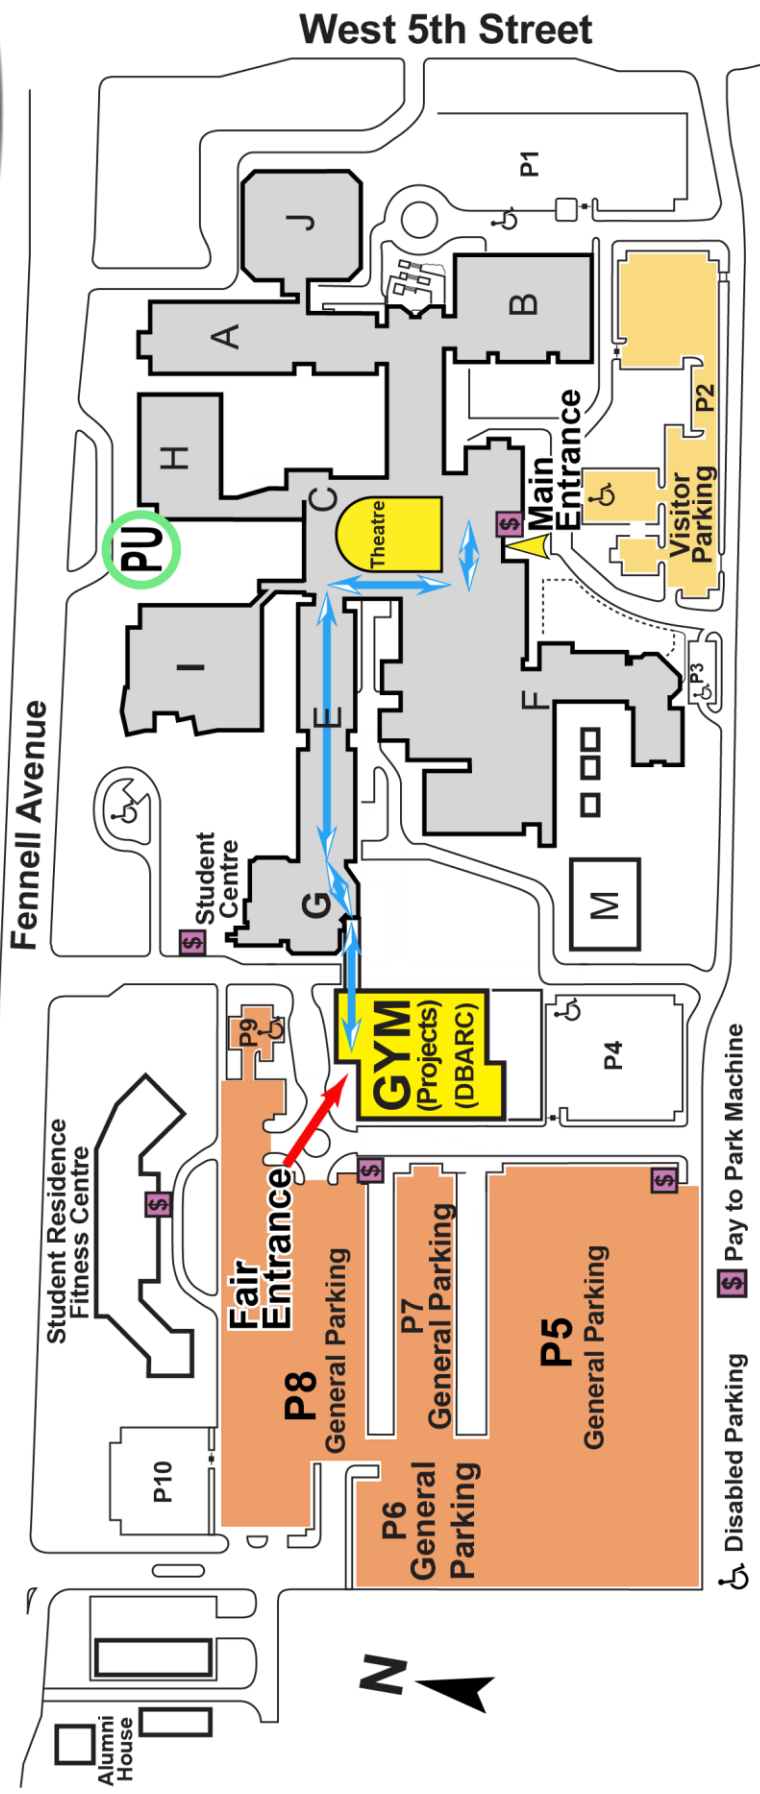 West 5th Street
P1
J
B
A
P2
H
Main
Entrance
C
Visitor
Parking
Theatre
$
PU
I
E
F
P3
Fennell Avenue
Student
Centre
$
G
M
P9
GYM
(Projects)
(DBARC)
P4
Student Residence
Fitness Centre
$
$
$
Fair
Entrance
P8
General Parking
P7
General Parking
P5
General Parking
P10
P6
General
Parking
$ Pay to Park Machine
Disabled Parking
N
Alumni
House